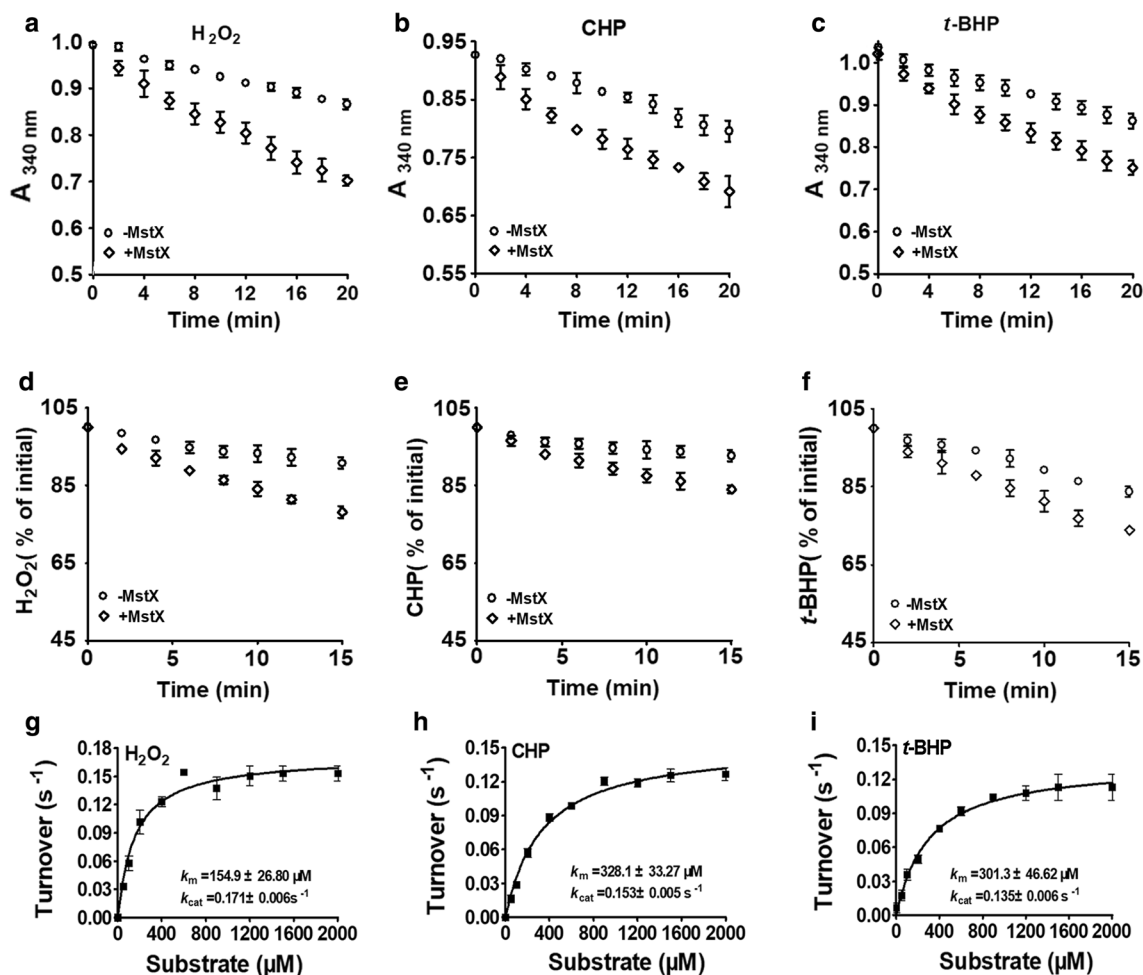 a
H₂O₂
A 340 nm
1.0
0.9
0.8
0.7
0.6
0.5
-MstX
+MstX
0 4 8 12 16 20
Time (min)
b
CHP
A 340 nm
0.95
0.85
0.75
0.65
0.55
-MstX
+MstX
0 4 8 12 16 20
Time (min)
c
t-BHP
A 340 nm
1.0
0.9
0.8
0.7
0.6
1.0
-MstX
+MstX
0 4 8 12 16 20
Time (min)
d
H₂O₂( % of initial)
105
85
65
45
-MstX
+MstX
0 5 10 15
Time (min)
e
CHP( % of initial)
105
85
65
45
-MstX
+MstX
0 5 10 15
Time (min)
f
t-BHP( % of initial)
105
85
65
45
-MstX
+MstX
0 5 10 15
Time (min)
g
H₂O₂
Turnover (s⁻¹)
0.18
0.15
0.12
0.09
0.06
0.03
0.00
kₘ = 154.9 ± 26.80 µM
k cat =0.171± 0.006s⁻¹
0 400 800 1200 1600 2000
Substrate (µM)
h
CHP
Turnover (s⁻¹)
0.15
0.12
0.09
0.06
0.03
0.00
kₘ = 328.1 ± 33.27 µM
k cat =0.153± 0.005 s⁻¹
0 400 800 1200 1600 2000
Substrate (µM)
i
t-BHP
Turnover (s⁻¹)
0.15
0.12
0.09
0.06
0.03
0.00
kₘ = 301.3 ± 46.62 µM
k cat =0.135± 0.006 s⁻¹
0 400 800 1200 1600 2000
Substrate (µM)